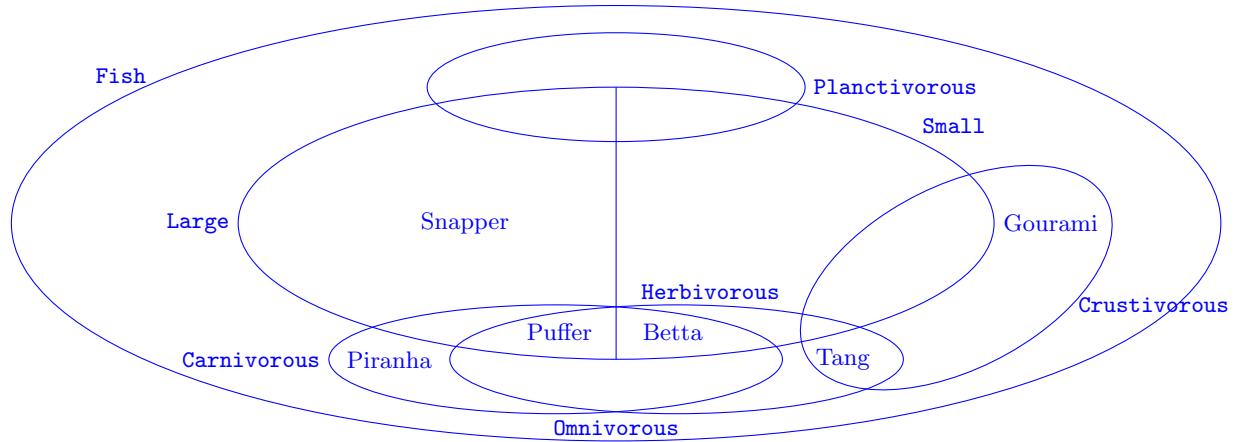 Fish
Planctivorous
Small
Large
Snapper
Gourami
Herbivorous
Crustivorous
Puffer
Betta
Carnivorous
Piranha
Tang
Omnivorous